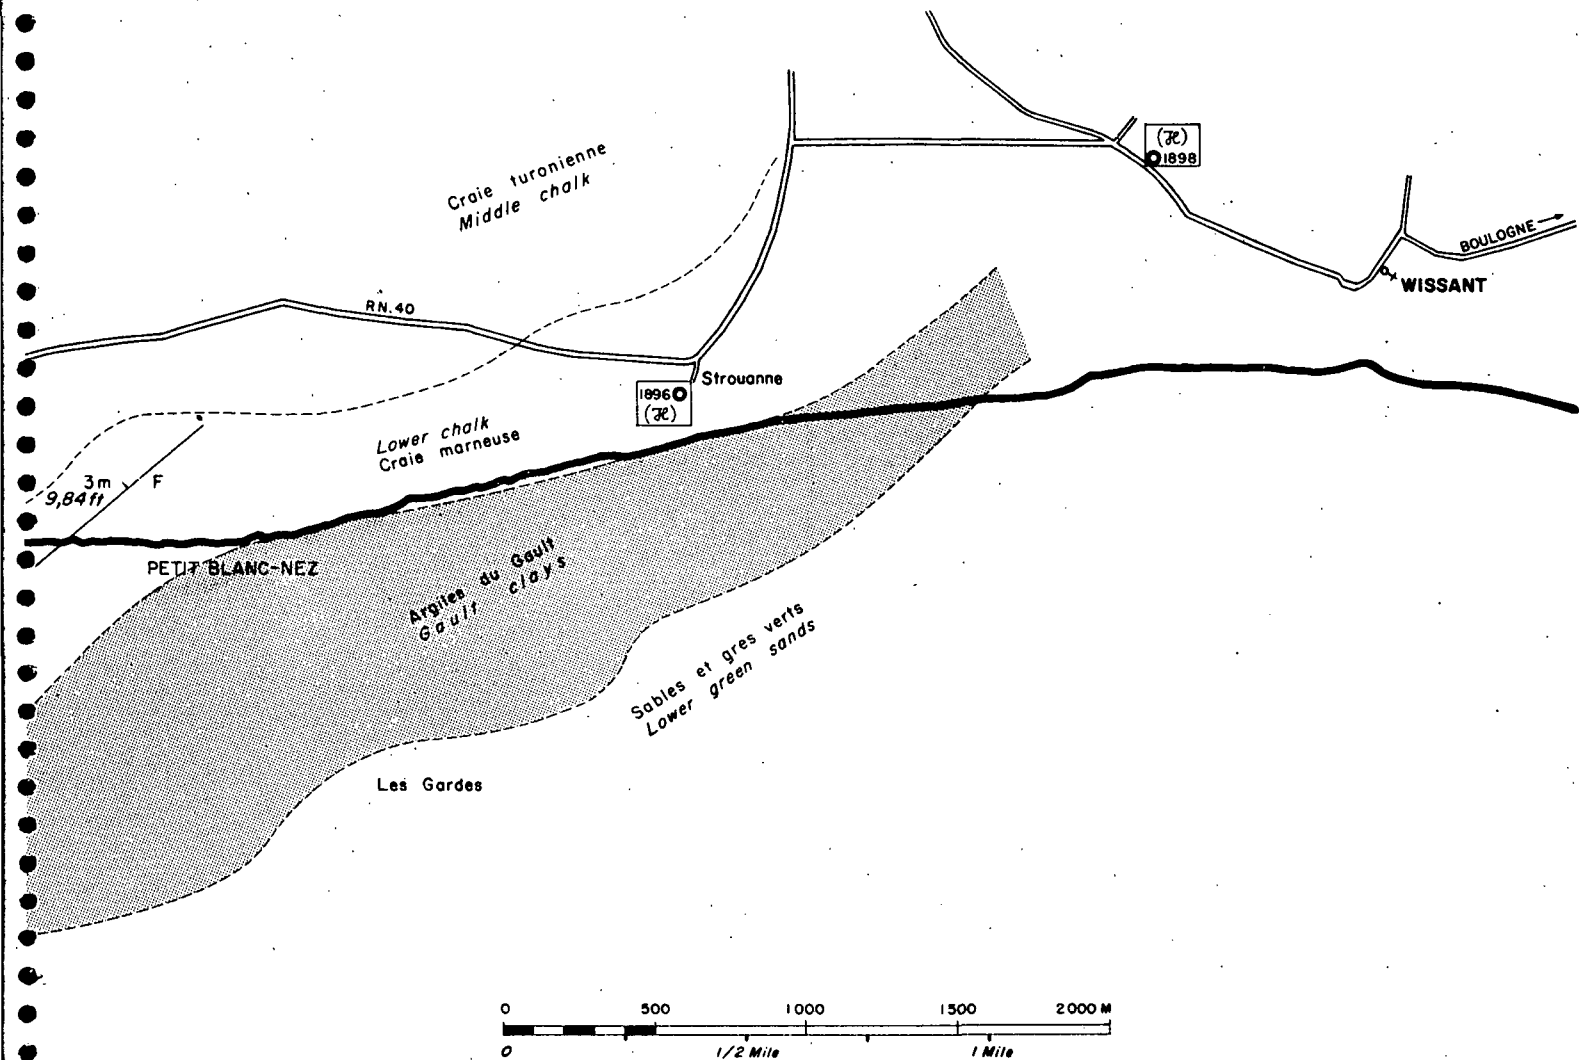 (H)
1898
Craie turonienne
Middle chalk
BOULOGNE
WISSANT
RN.40
Strouanne
1896
(H)
Lower chalk
Craie marneuse
3m
F
9,84ft
PETIT BLANC-NEZ
Argiles du Gault
Gault clays
Sables et gres verts
Lower green sands
Les Gardes
0 500 1000 1500 2000 M
0 1/2 Mile 1 Mile